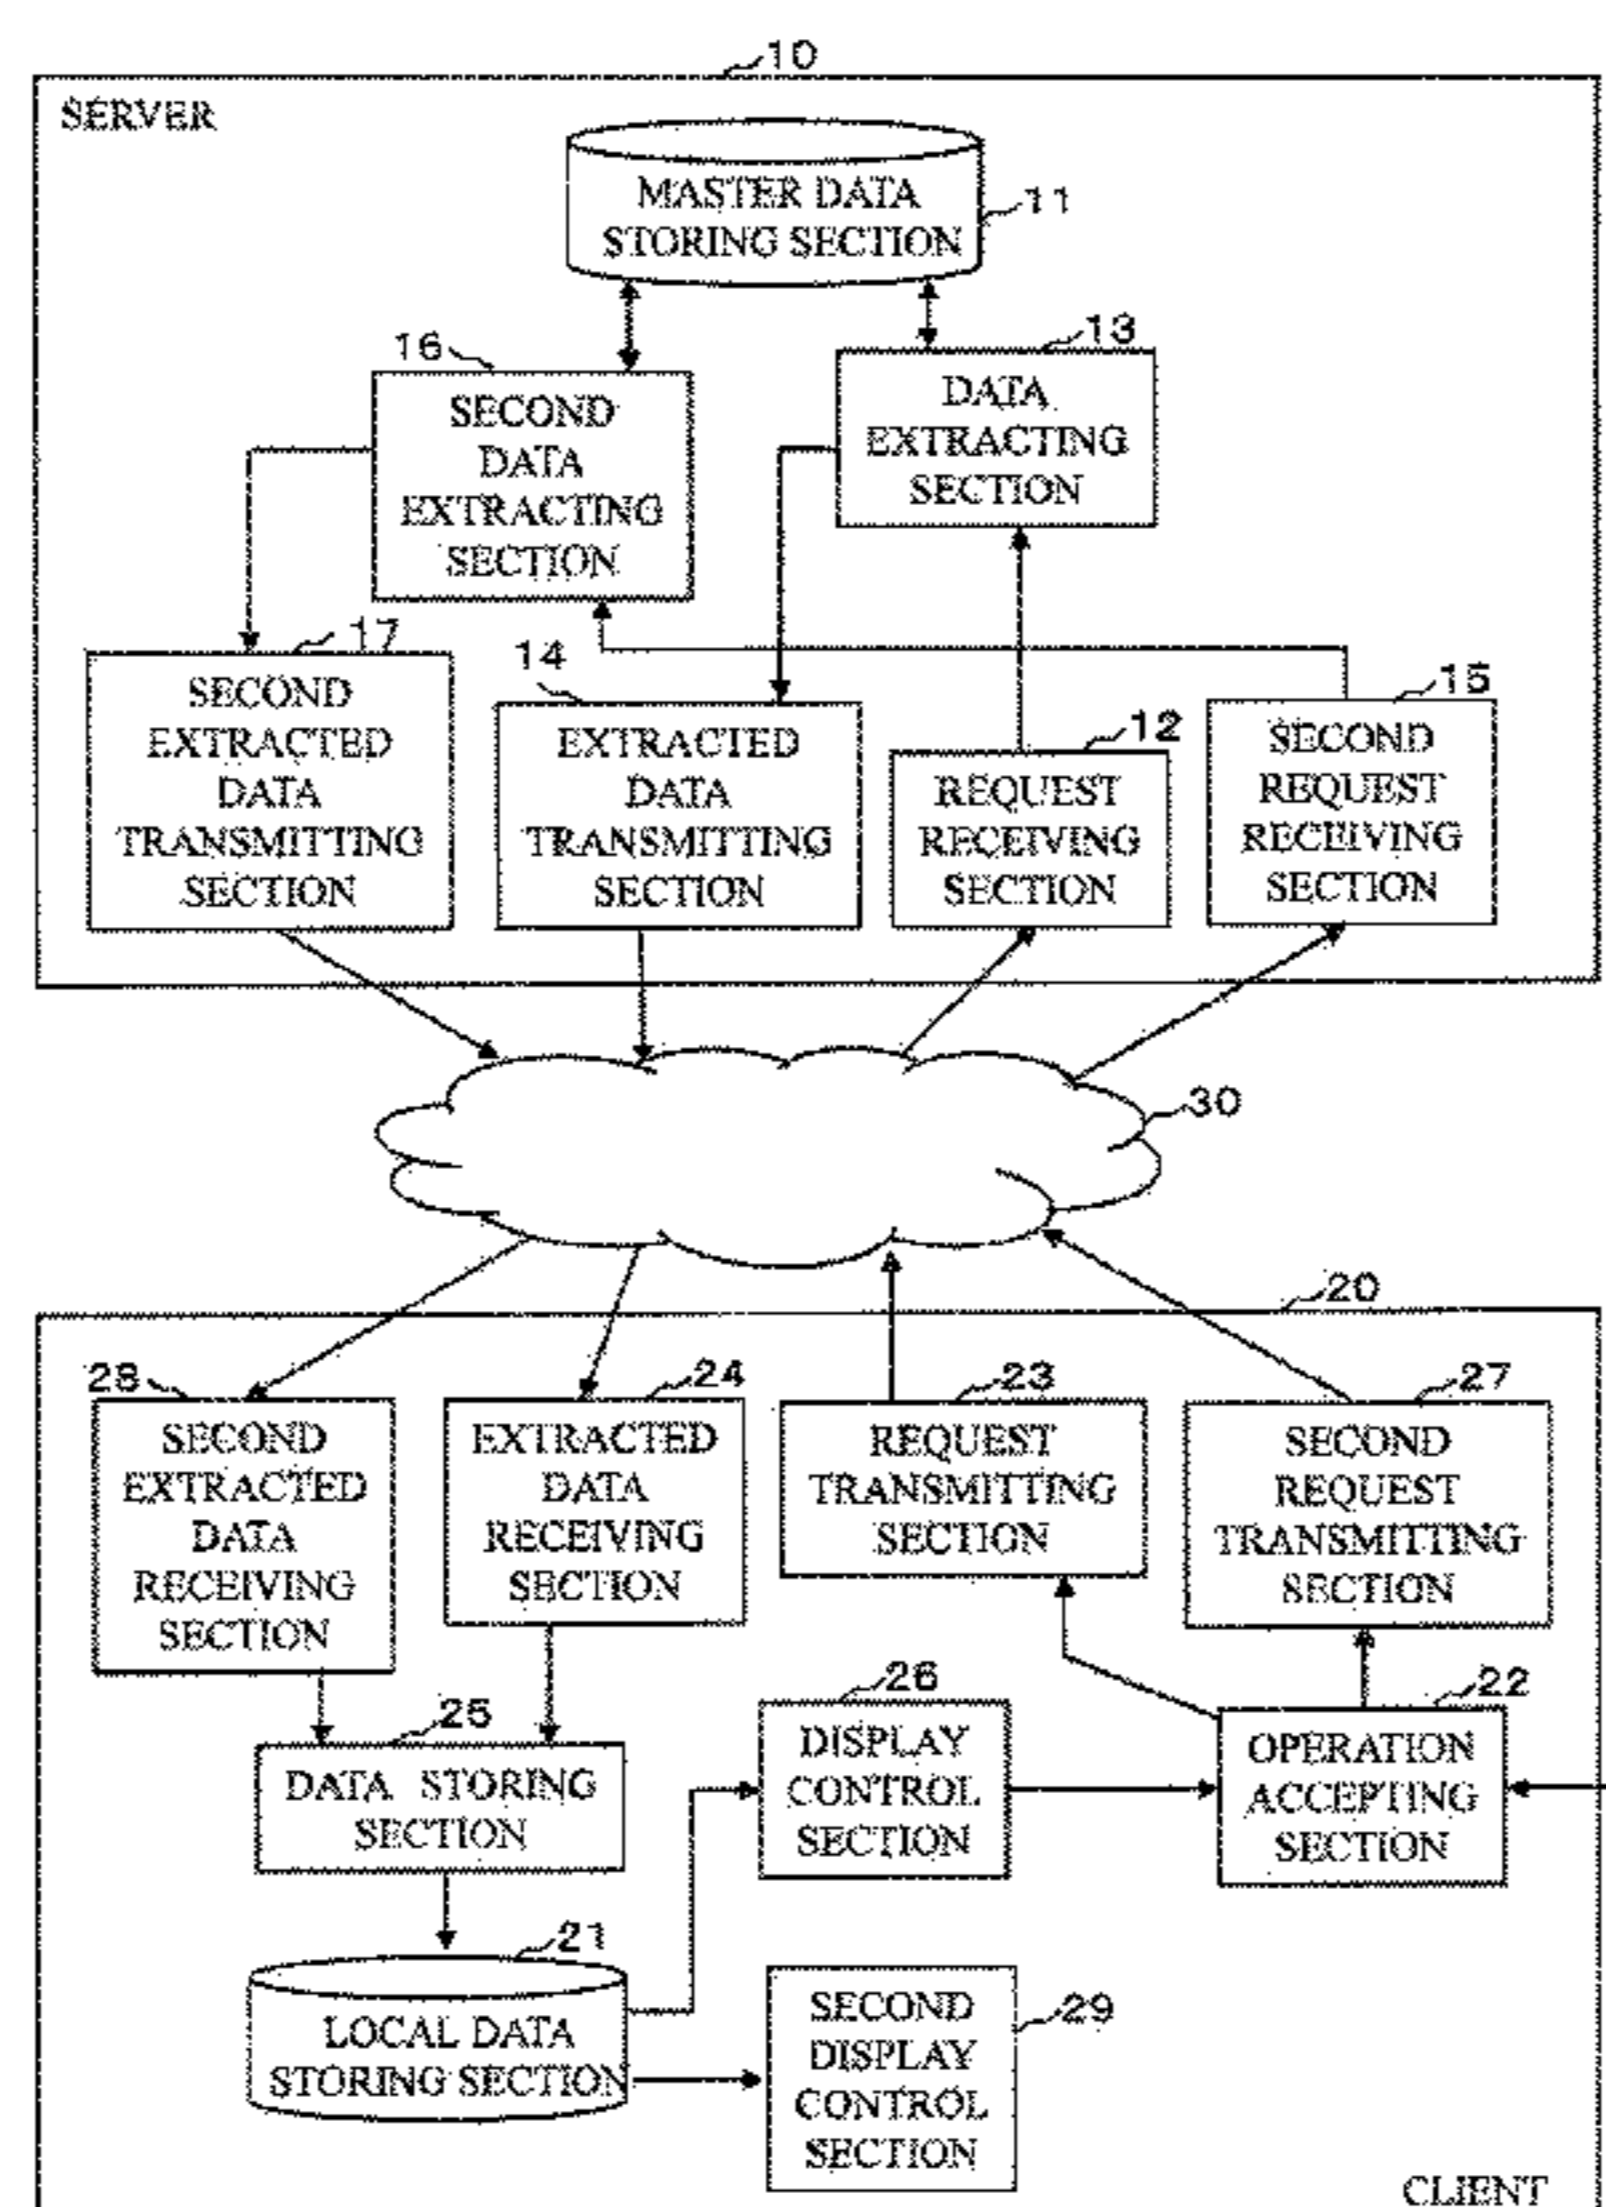 10
SERVER
MASTER DATA
STORING SECTION
11
16
SECOND
DATA
EXTRACTING
SECTION
13
DATA
EXTRACTING
SECTION
17
SECOND
EXTRACTED
DATA
TRANSMITTING
SECTION
14
EXTRACTED
DATA
TRANSMITTING
SECTION
12
REQUEST
RECEIVING
SECTION
15
SECOND
REQUEST
RECEIVING
SECTION
30
20
28
SECOND
EXTRACTED
DATA
RECEIVING
SECTION
24
EXTRACTED
DATA
RECEIVING
SECTION
23
REQUEST
TRANSMITTING
SECTION
27
SECOND
REQUEST
TRANSMITTING
SECTION
25
DATA STORING
SECTION
26
DISPLAY
CONTROL
SECTION
22
OPERATION
ACCEPTING
SECTION
21
LOCAL DATA
STORING SECTION
SECOND
DISPLAY
CONTROL
SECTION
29
CLIENT